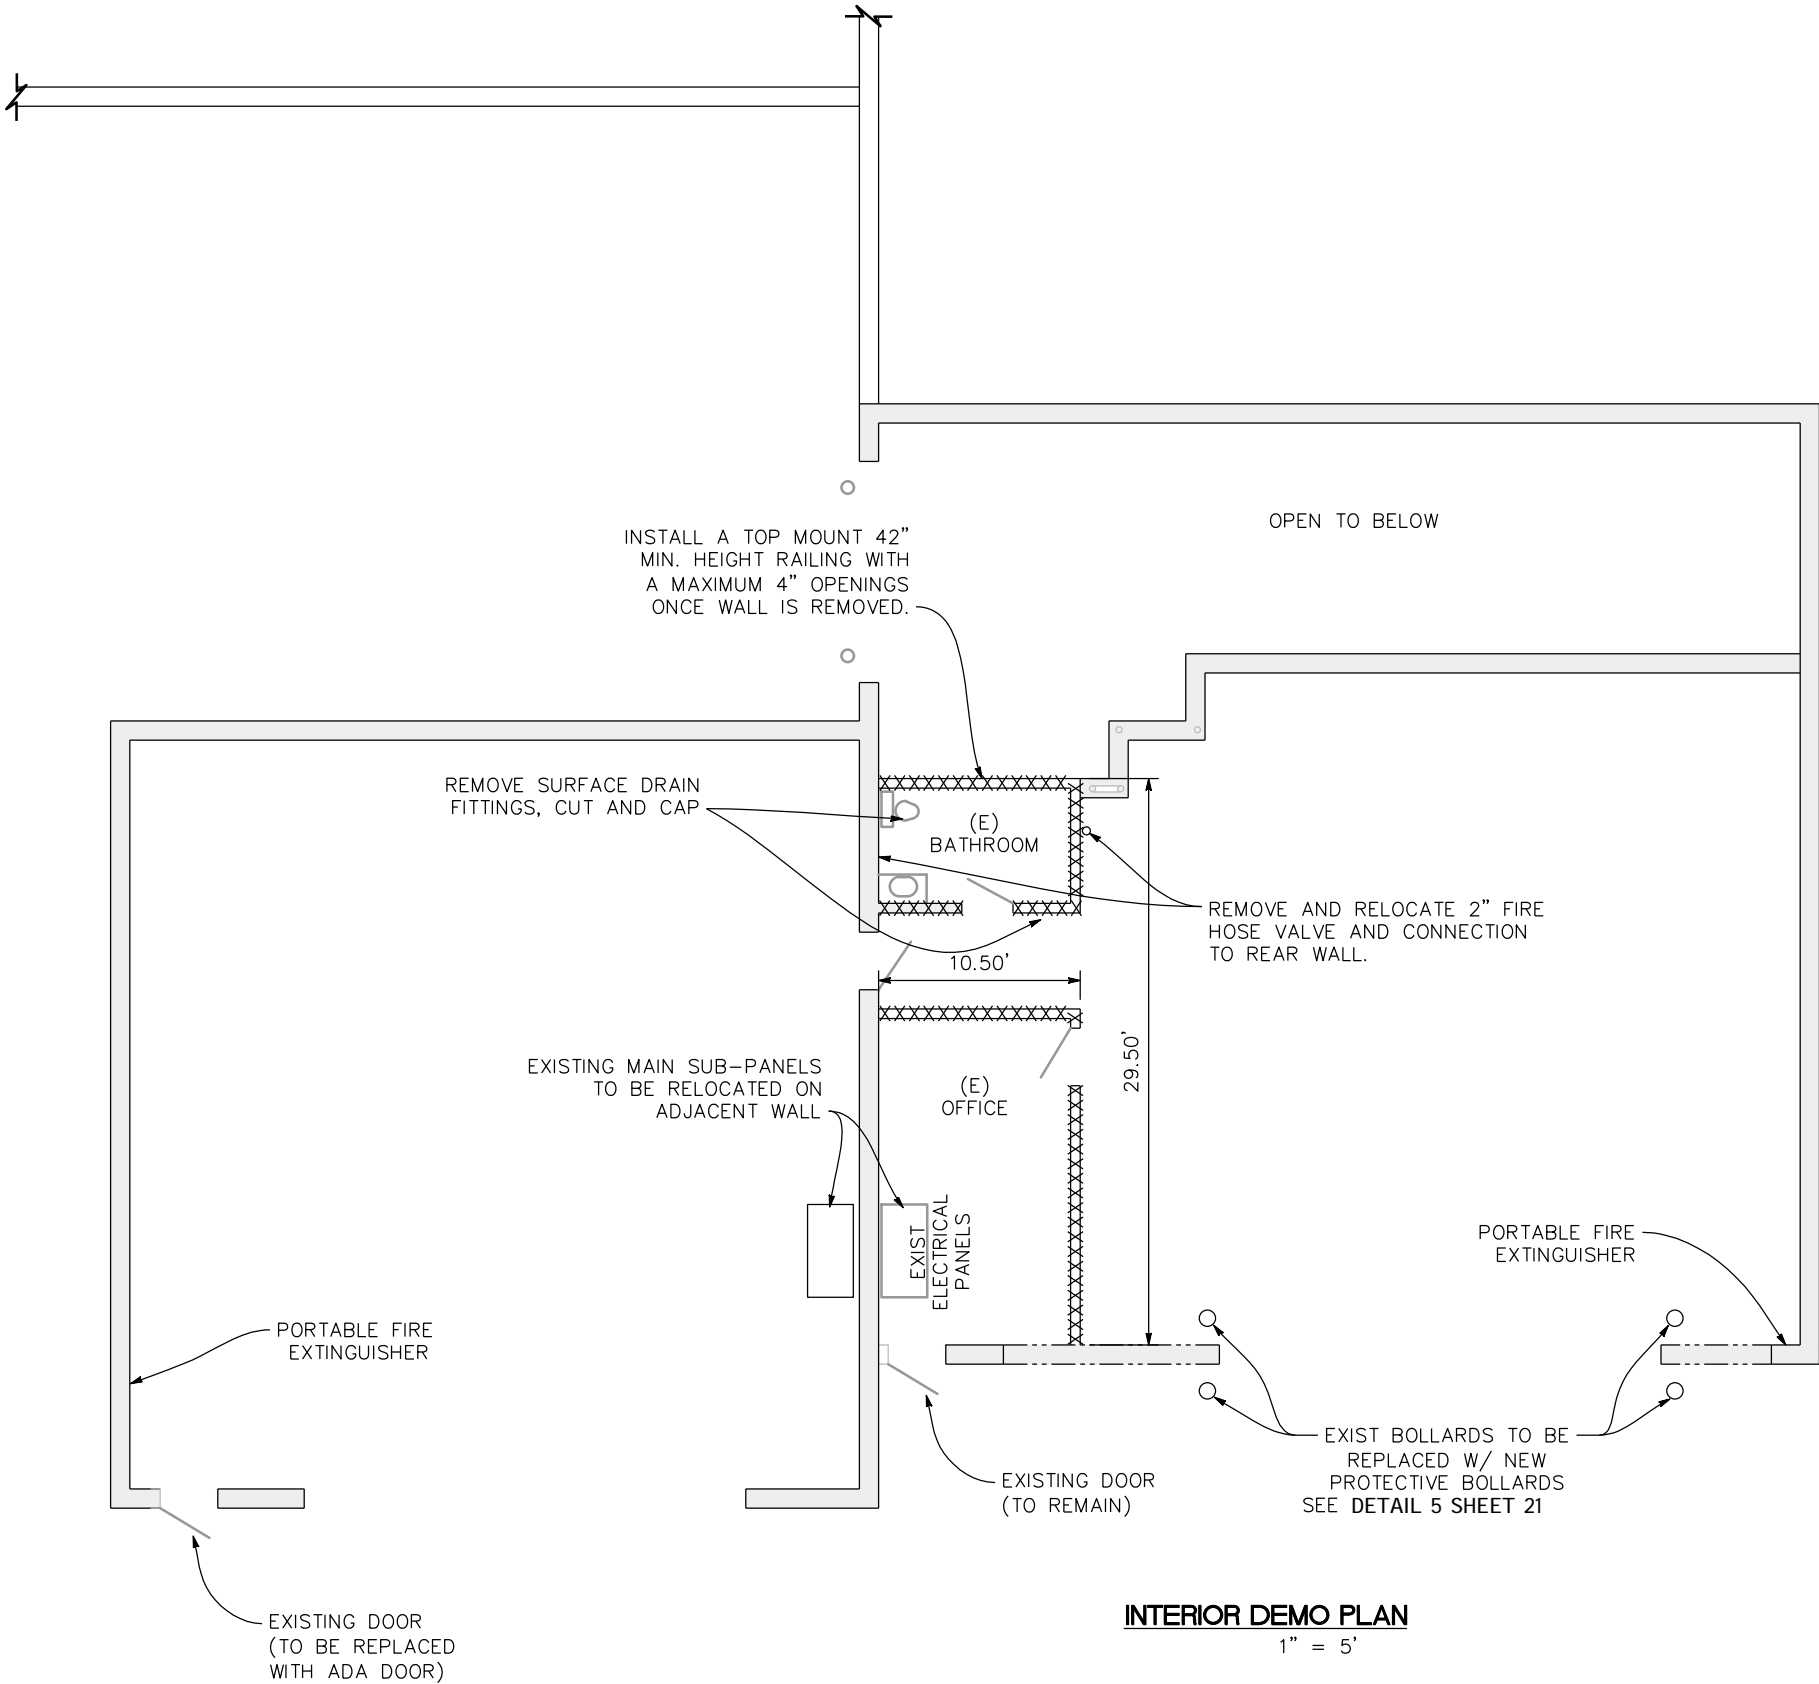 OPEN TO BELOW
INSTALL A TOP MOUNT 42”
MIN. HEIGHT RAILING WITH
A MAXIMUM 4” OPENINGS
ONCE WALL IS REMOVED.
REMOVE SURFACE DRAIN
FITTINGS, CUT AND CAP
(E)
BATHROOM
REMOVE AND RELOCATE 2” FIRE
HOSE VALVE AND CONNECTION
TO REAR WALL.
10.50’
29.50’
EXISTING MAIN SUB-PANELS
TO BE RELOCATED ON
ADJACENT WALL
(E)
OFFICE
EXIST
ELECTRICAL
PANELS
PORTABLE FIRE
EXTINGUISHER
PORTABLE FIRE
EXTINGUISHER
EXIST BOLLARDS TO BE
REPLACED W/ NEW
PROTECTIVE BOLLARDS
SEE DETAIL 5 SHEET 21
EXISTING DOOR
(TO REMAIN)
EXISTING DOOR
(TO BE REPLACED
WITH ADA DOOR)
INTERIOR DEMO PLAN
1” = 5’